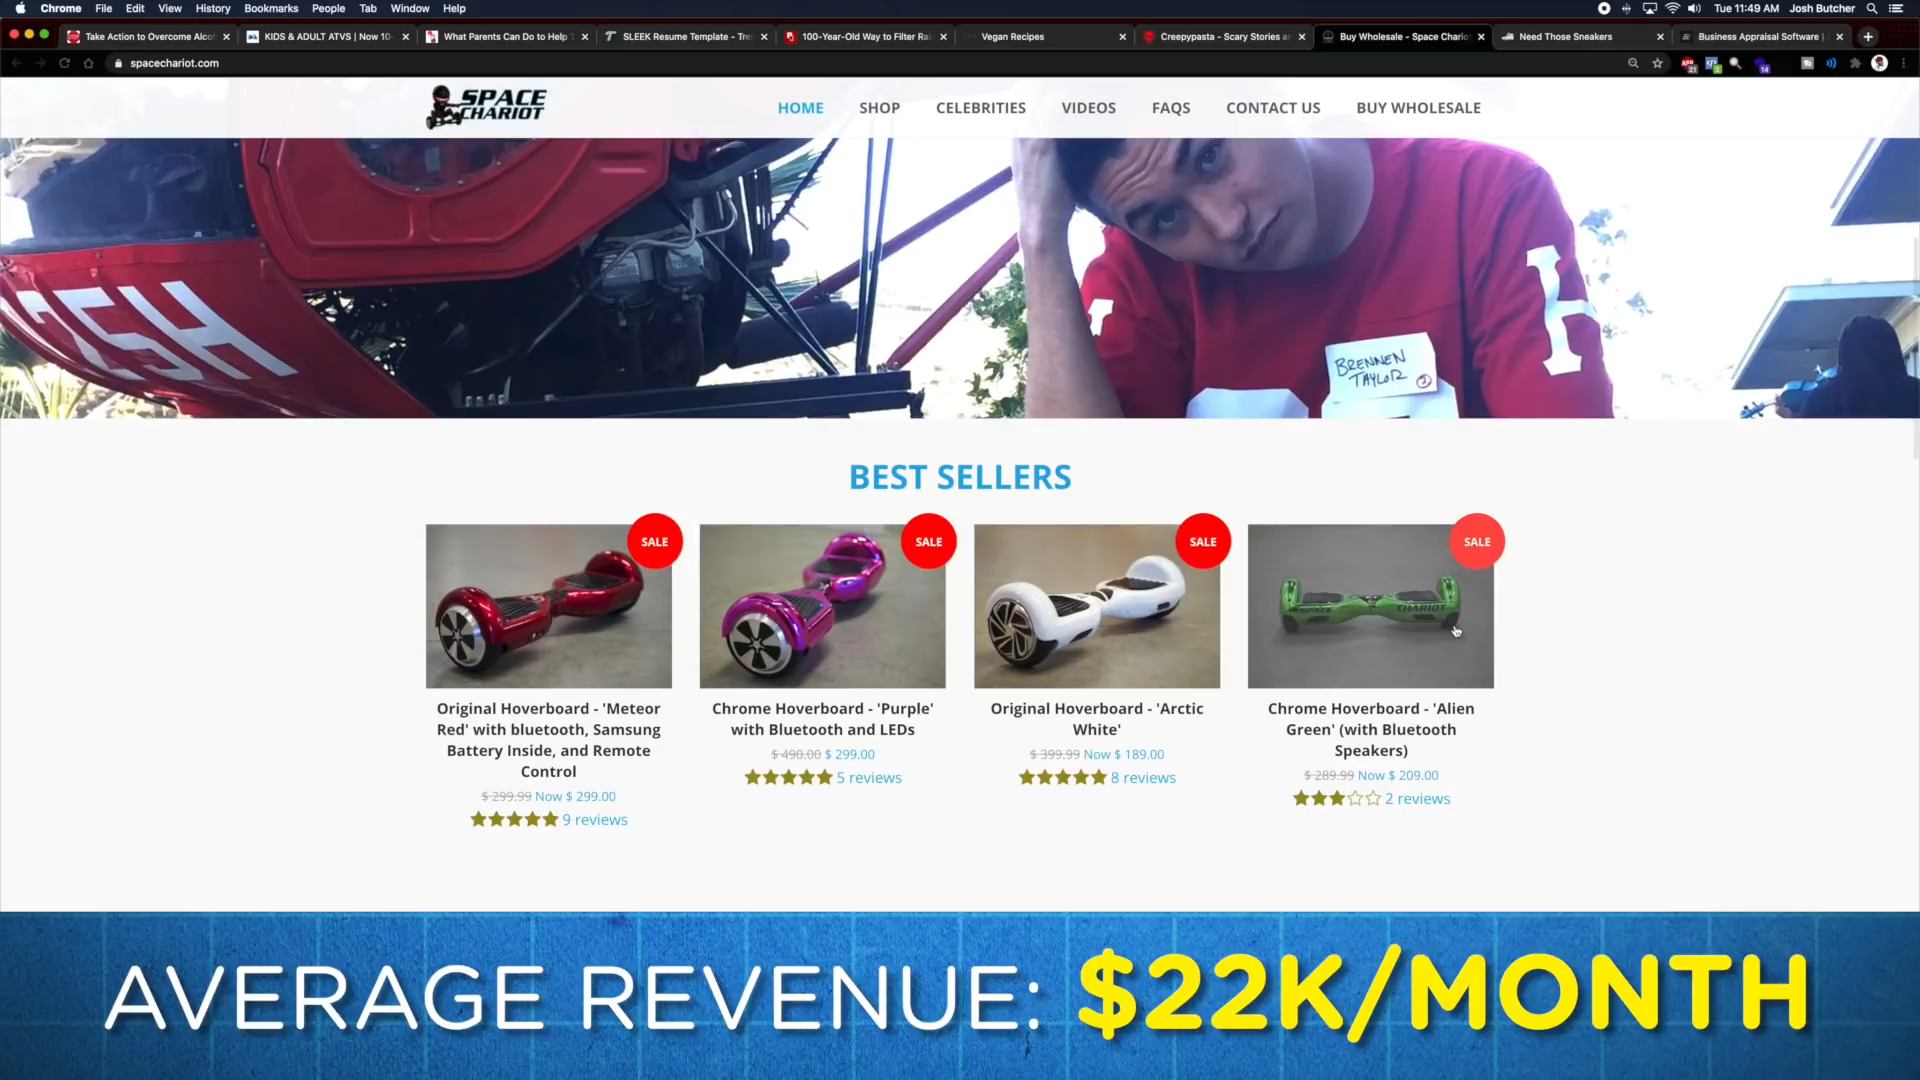 Chrome File Edit View History Bookmarks People Tab Window Help Tue 11:49 AM Josh Butcher
Take Action to Overcome Alco KIDS & ADULT ATVS | Now 10- What Parents Can Do to Help SLEEK Resume Template - Tre 100-Year-Old Way to Filter Rai Vegan Recipes Creepypasta - Scary Stories a Buy Wholesale - Space Chario Need Those Sneakers Business Appraisal Software |
spacechariot.com
SPACE
CHARIOT
HOME SHOP CELEBRITIES VIDEOS FAQS CONTACT US BUY WHOLESALE
25H
BRENNEN
TAYLOR
BEST SELLERS
SALE SALE SALE SALE
SPACE CHARIOT
Original Hoverboard - 'Meteor
Red' with bluetooth, Samsung
Battery Inside, and Remote
Control
$ 299.99 Now $ 299.00
9 reviews
Chrome Hoverboard - 'Purple'
with Bluetooth and LEDs
$ 490.00 $ 299.00
5 reviews
Original Hoverboard - 'Arctic
White'
$ 399.99 Now $ 189.00
8 reviews
Chrome Hoverboard - 'Alien
Green' (with Bluetooth
Speakers)
$ 289.99 Now $ 209.00
2 reviews
AVERAGE REVENUE: $22K/MONTH